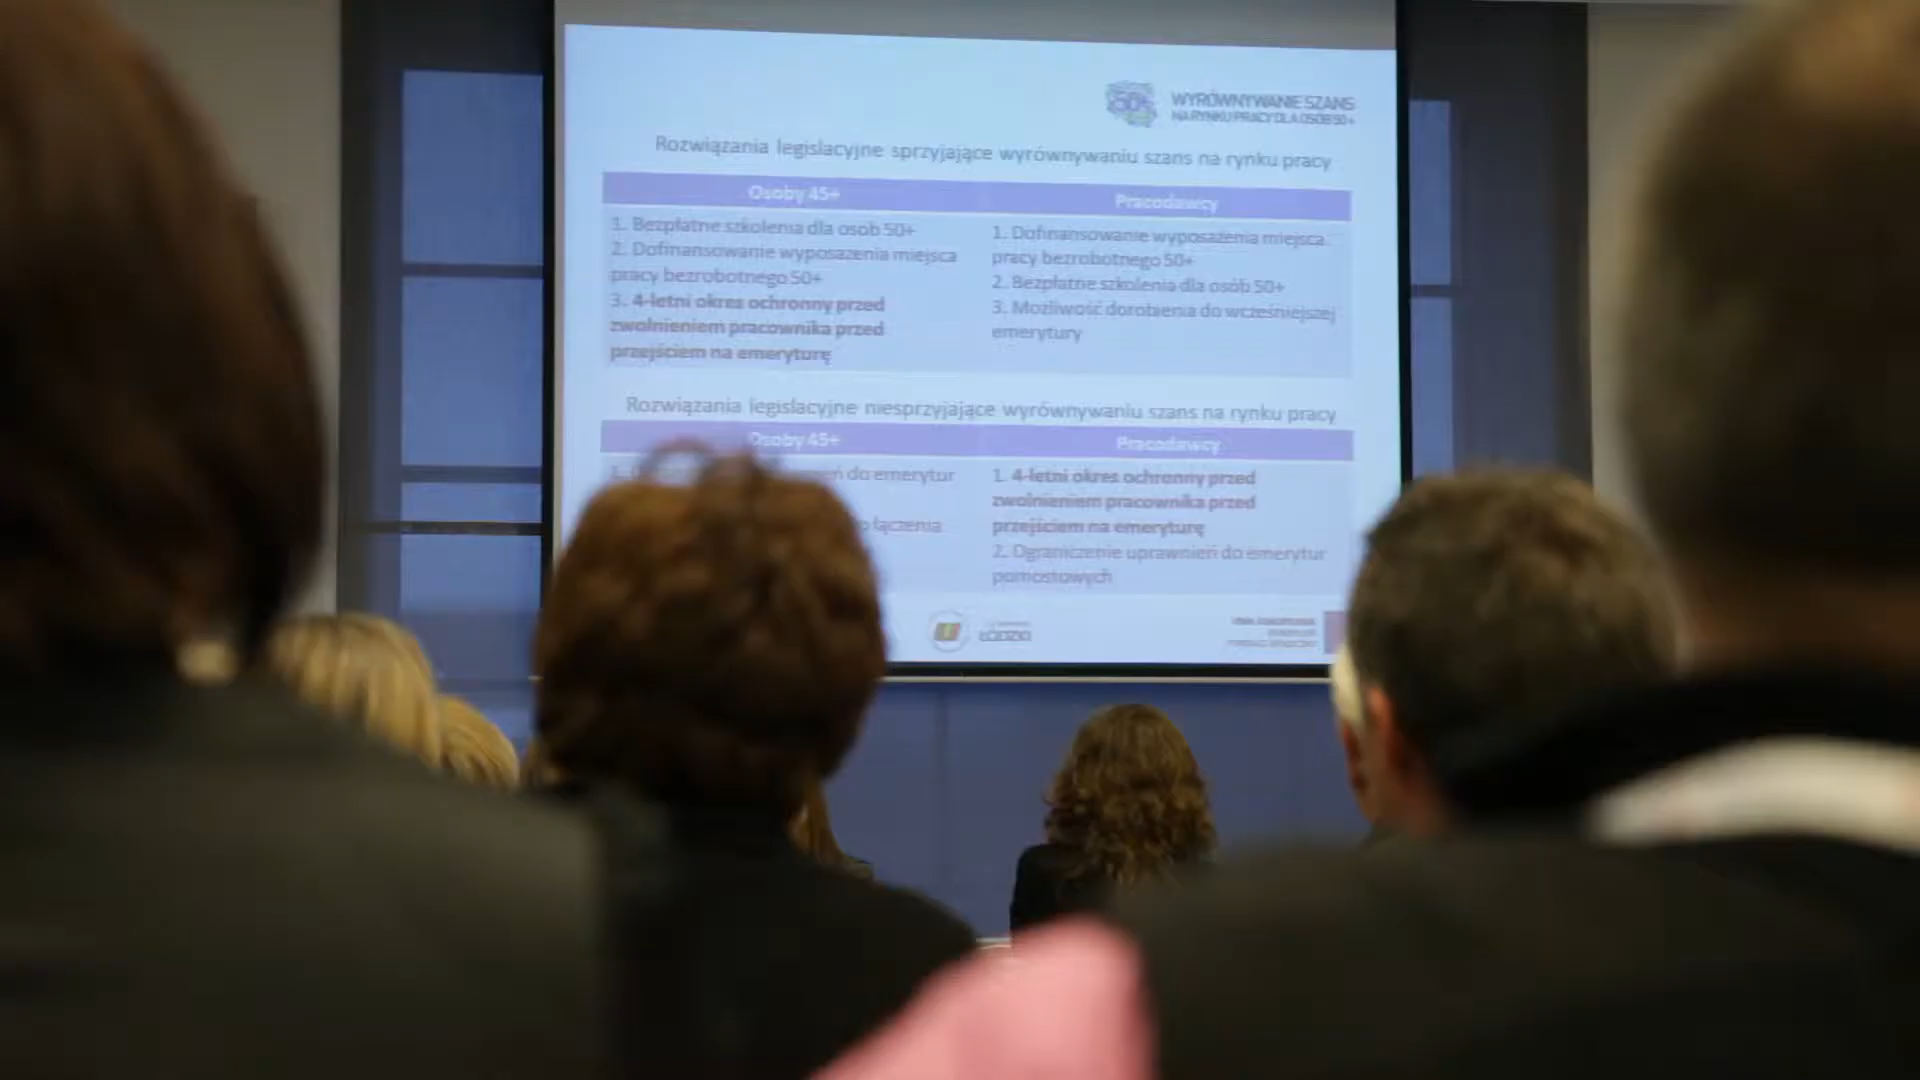 50+
WYRÓWNYWANIE SZANS
NA RYNKU PRACY DLA OSÓB 50+
Rozwiązania legislacyjne sprzyjające wyrównywaniu szans na rynku pracy
Osoby 45+
1. Bezpłatne szkolenia dla osób 50+
2. Dofinansowanie wyposażenia miejsca
pracy bezrobotnego 50+
3. 4-letni okres ochronny przed
zwolnieniem pracownika przed
przejściem na emeryturę
Pracodawcy
1. Dofinansowanie wyposażenia miejsca
pracy bezrobotnego 50+
2. Bezpłatne szkolenia dla osób 50+
3. Możliwość dorobienia do wcześniejszej
emerytury
Rozwiązania legislacyjne niesprzyjające wyrównywaniu szans na rynku pracy
Osoby 45+
1. do emerytur
łączenia
Pracodawcy
1. 4-letni okres ochronny przed
zwolnieniem pracownika przed
przejściem na emeryturę
2. Ograniczenie uprawnień do emerytur
pomostowych
ŁÓDZKI